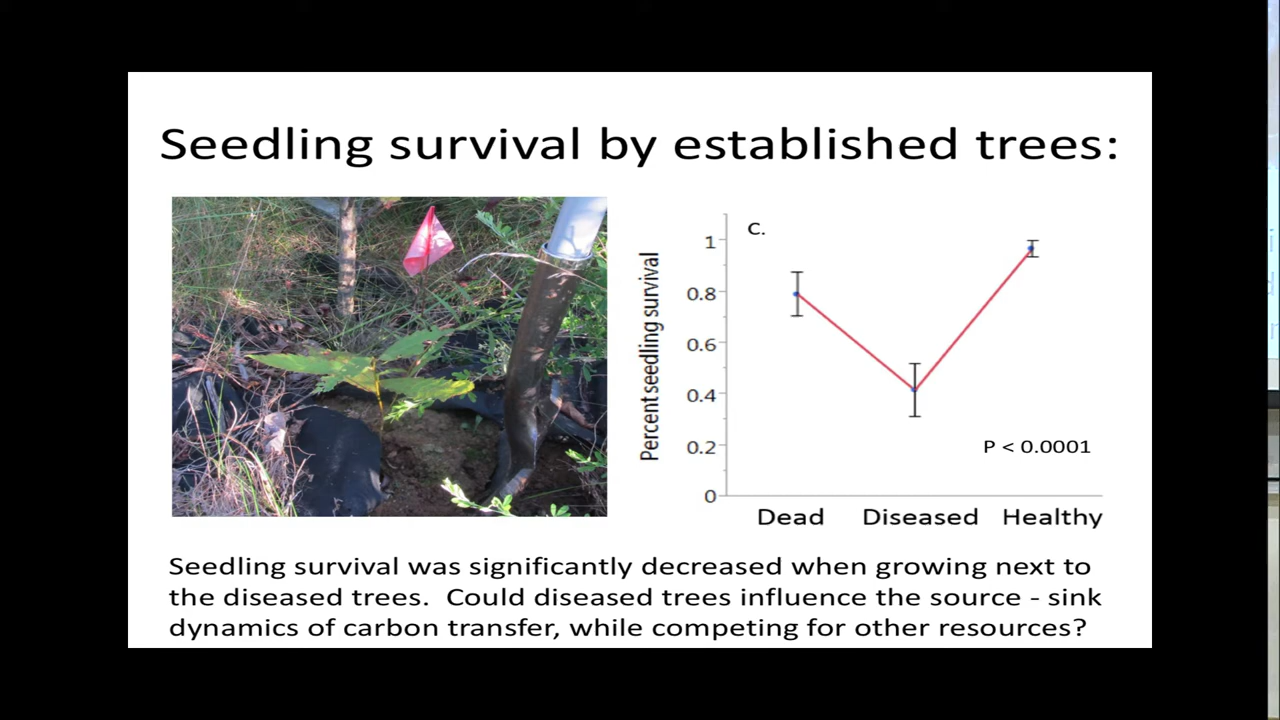 Seedling survival by established trees:
C.
Percent seedling survival
1
0.8
0.6
0.4
0.2
0
P < 0.0001
Dead Diseased Healthy
Seedling survival was significantly decreased when growing next to
the diseased trees. Could diseased trees influence the source - sink
dynamics of carbon transfer, while competing for other resources?